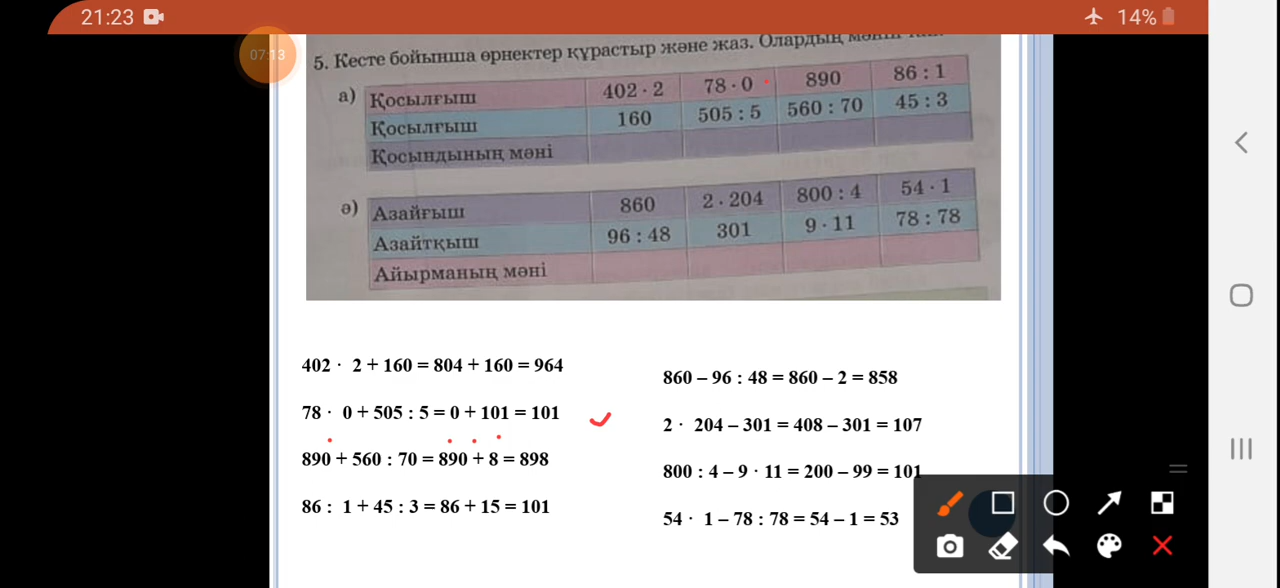 21:23
14%
07:13
5. Кесте бойынша өрнектер құрастыр және жаз. Олардың
а) Қосылғыш 402 · 2 78 · 0 890 86 : 1
Қосылғыш 160 505 : 5 560 : 70 45 : 3
Қосындының мәні
ә) Азайғыш 860 2 · 204 800 : 4 54 · 1
Азайтқыш 96 : 48 301 9 · 11 78 : 78
Айырманың мәні
402 · 2 + 160 = 804 + 160 = 964
78 · 0 + 505 : 5 = 0 + 101 = 101
890 + 560 : 70 = 890 + 8 = 898
86 : 1 + 45 : 3 = 86 + 15 = 101
860 – 96 : 48 = 860 – 2 = 858
2 · 204 – 301 = 408 – 301 = 107
800 : 4 – 9 · 11 = 200 – 99 = 101
54 · 1 – 78 : 78 = 54 – 1 = 53